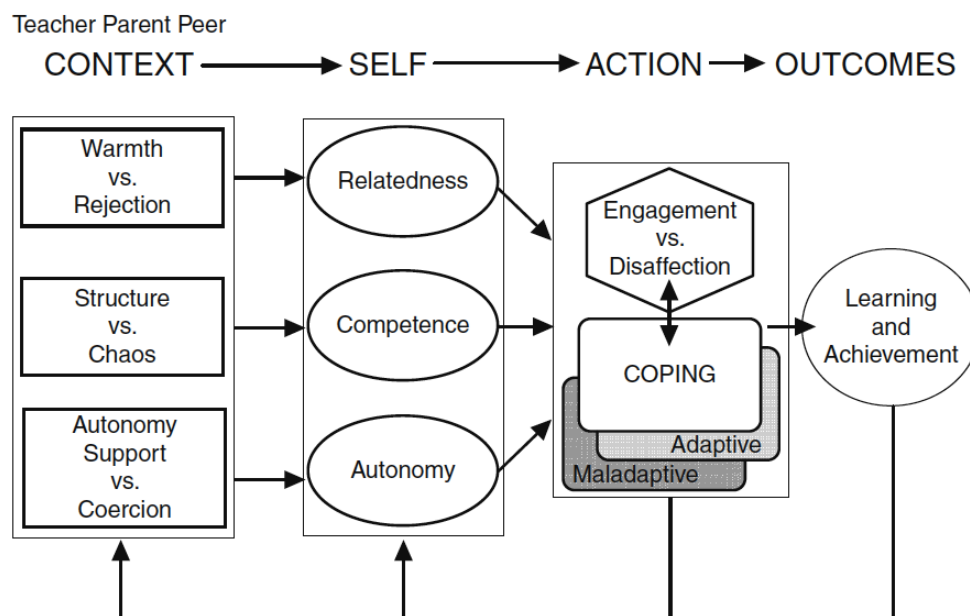 Teacher Parent Peer
CONTEXT
SELF
ACTION
OUTCOMES
Warmth
vs.
Rejection
Relatedness
Engagement
vs.
Disaffection
Structure
vs.
Chaos
Competence
COPING
Adaptive
Maladaptive
Learning
and
Achievement
Autonomy
Support
vs.
Coercion
Autonomy